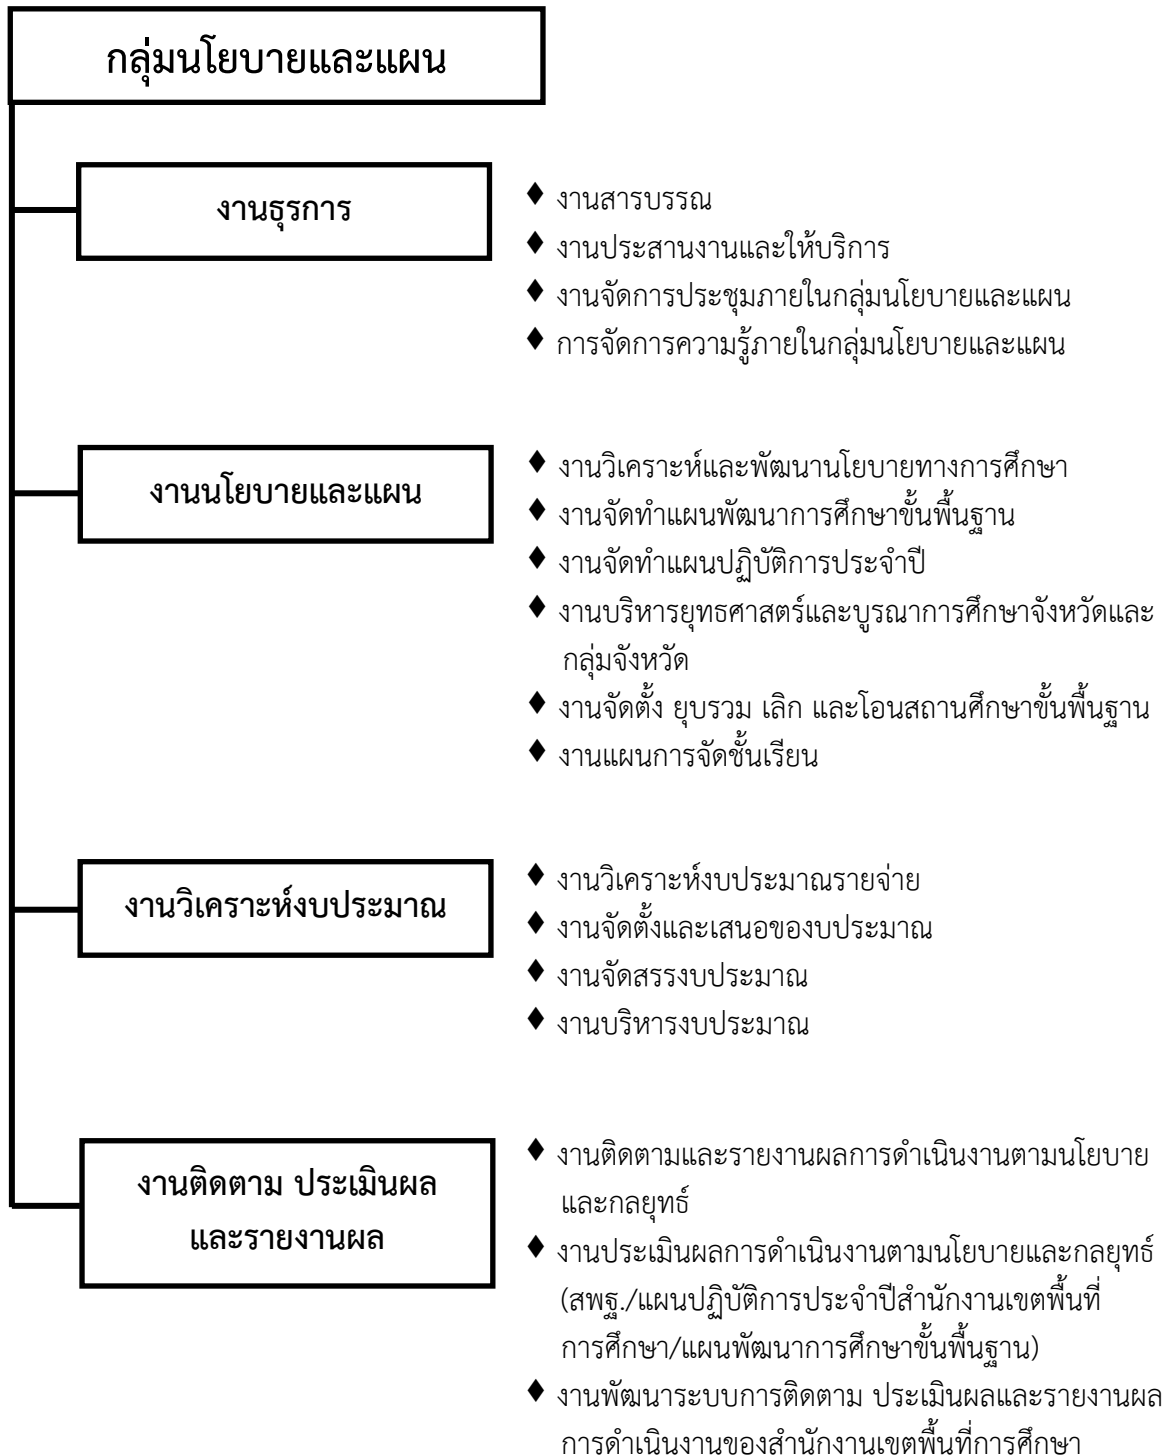 กลุ่มนโยบายและแผน
งานธุรการ
♦ งานสารบรรณ
♦ งานประสานงานและให้บริการ
♦ งานจัดการประชุมภายในกลุ่มนโยบายและแผน
♦ การจัดการความรู้ภายในกลุ่มนโยบายและแผน
งานนโยบายและแผน
♦ งานวิเคราะห์และพัฒนานโยบายทางการศึกษา
♦ งานจัดทำแผนพัฒนาการศึกษาขั้นพื้นฐาน
♦ งานจัดทำแผนปฏิบัติการประจำปี
♦ งานบริหารยุทธศาสตร์และบูรณาการศึกษาจังหวัดและ
กลุ่มจังหวัด
♦ งานจัดตั้ง ยุบรวม เลิก และโอนสถานศึกษาขั้นพื้นฐาน
♦ งานแผนการจัดชั้นเรียน
งานวิเคราะห์งบประมาณ
♦ งานวิเคราะห์งบประมาณรายจ่าย
♦ งานจัดตั้งและเสนอของบประมาณ
♦ งานจัดสรรงบประมาณ
♦ งานบริหารงบประมาณ
งานติดตาม ประเมินผล
และรายงานผล
♦ งานติดตามและรายงานผลการดำเนินงานตามนโยบาย
และกลยุทธ์
♦ งานประเมินผลการดำเนินงานตามนโยบายและกลยุทธ์
(สพฐ./แผนปฏิบัติการประจำปีสำนักงานเขตพื้นที่
การศึกษา/แผนพัฒนาการศึกษาขั้นพื้นฐาน)
♦ งานพัฒนาระบบการติดตาม ประเมินผลและรายงานผล
การดำเนินงานของสำนักงานเขตพื้นที่การศึกษา